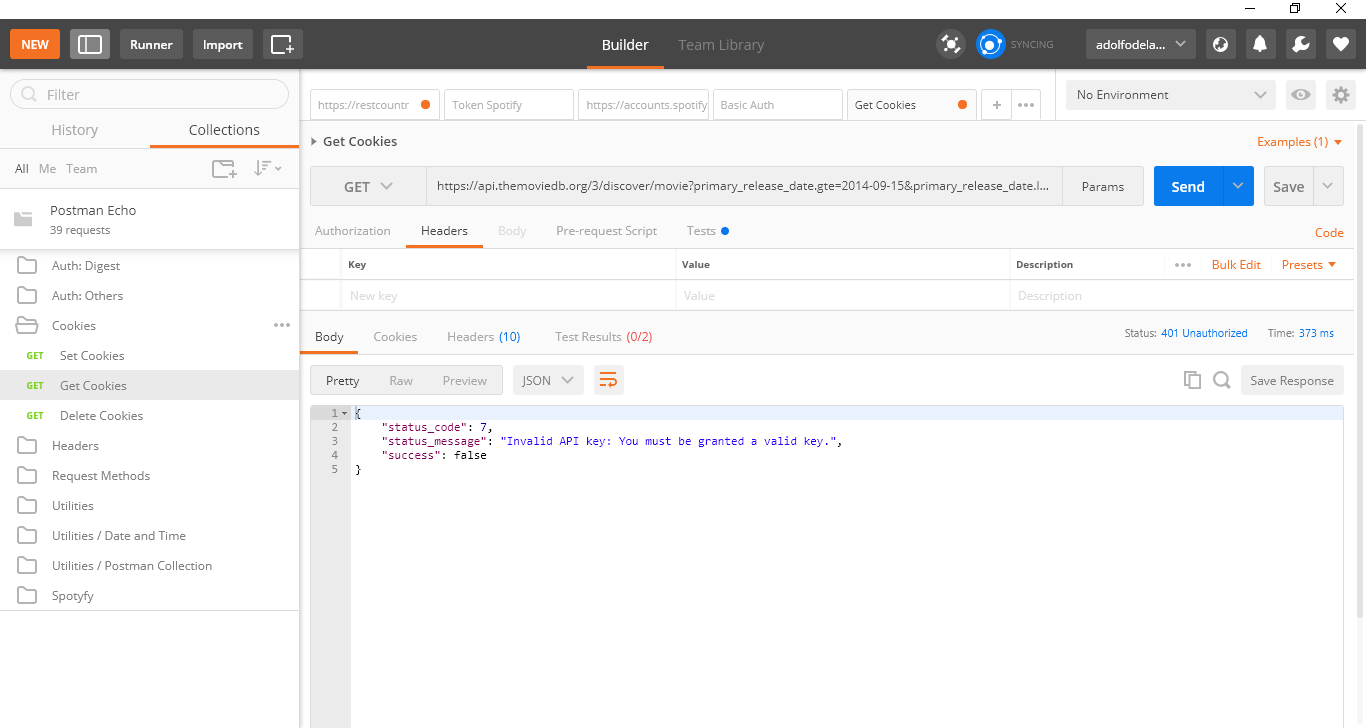 NEW
Runner
Import
Builder
Team Library
SYNCING
adolfodela...
Filter
History
Collections
All Me Team
Postman Echo
39 requests
Auth: Digest
Auth: Others
Cookies
GET Set Cookies
GET Get Cookies
GET Delete Cookies
Headers
Request Methods
Utilities
Utilities / Date and Time
Utilities / Postman Collection
Spotyfy
https://restcountr
Token Spotify
https://accounts.spotify
Basic Auth
Get Cookies
No Environment
Get Cookies
Examples (1)
GET
https://api.themoviedb.org/3/discover/movie?primary_release_date.gte=2014-09-15&primary_release_date.l...
Params
Send
Save
Authorization
Headers
Body
Pre-request Script
Tests
Code
Key
Value
Description
Bulk Edit
Presets
New key
Value
Description
Body
Cookies
Headers (10)
Test Results (0/2)
Status: 401 Unauthorized
Time: 373 ms
Pretty
Raw
Preview
JSON
Save Response
1 {
2 "status_code": 7,
3 "status_message": "Invalid API key: You must be granted a valid key.",
4 "success": false
5 }